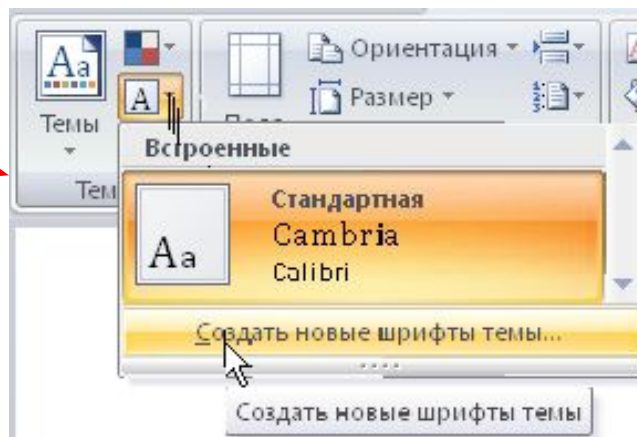 Aa
Ориентация
A
Размер
Темы
Встроенные
Тем
Стандартная
Cambria
Aa
Calibri
Создать новые шрифты темы...
Создать новые шрифты темы